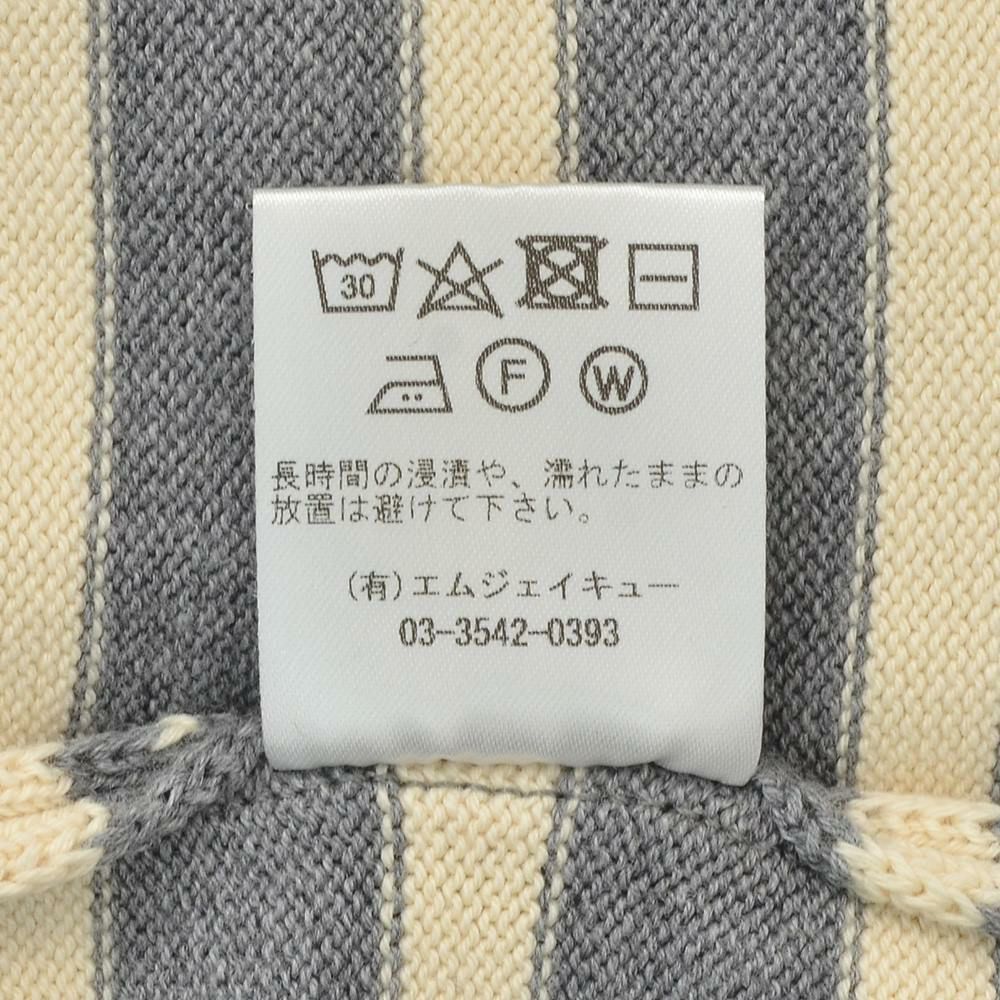 30
F W
長時間の浸漬や、濡れたままの
放置は避けて下さい。
(有)エムジェイキュー
03-3542-0393